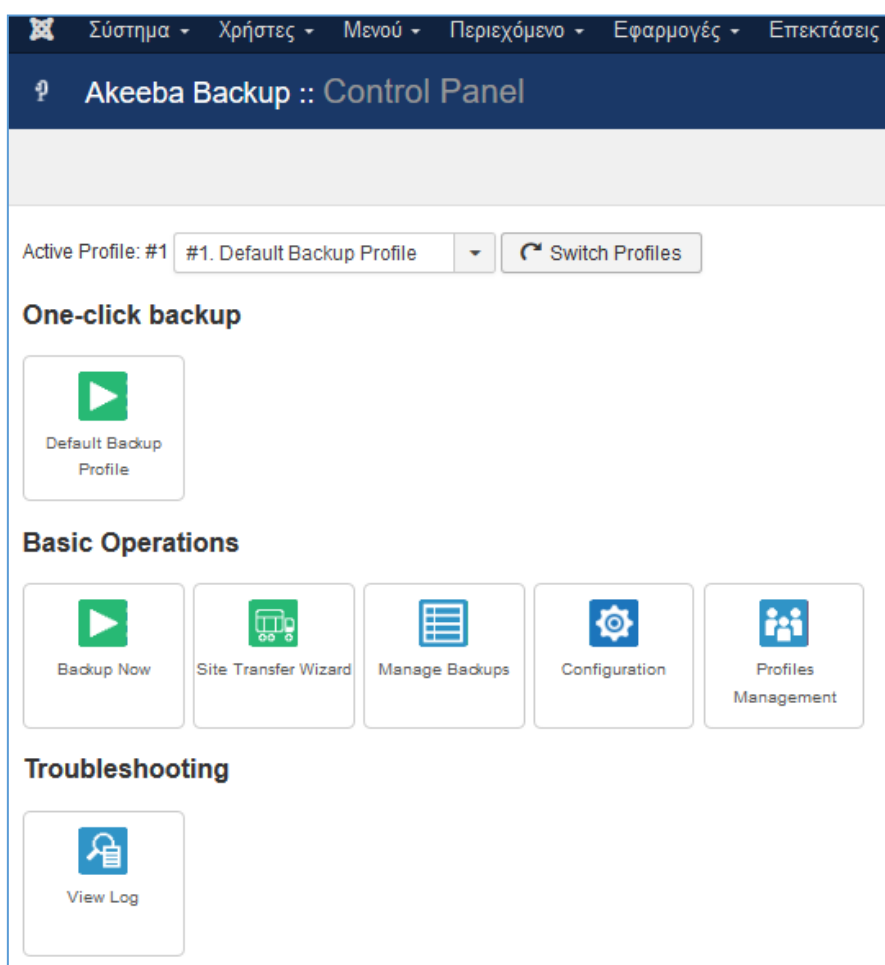 Σύστημα Χρήστες Μενού Περιεχόμενο Εφαρμογές Επεκτάσεις
Akeeba Backup :: Control Panel
Active Profile: #1 #1. Default Backup Profile Switch Profiles
One-click backup
Default Backup
Profile
Basic Operations
Backup Now Site Transfer Wizard Manage Backups Configuration Profiles
Management
Troubleshooting
View Log